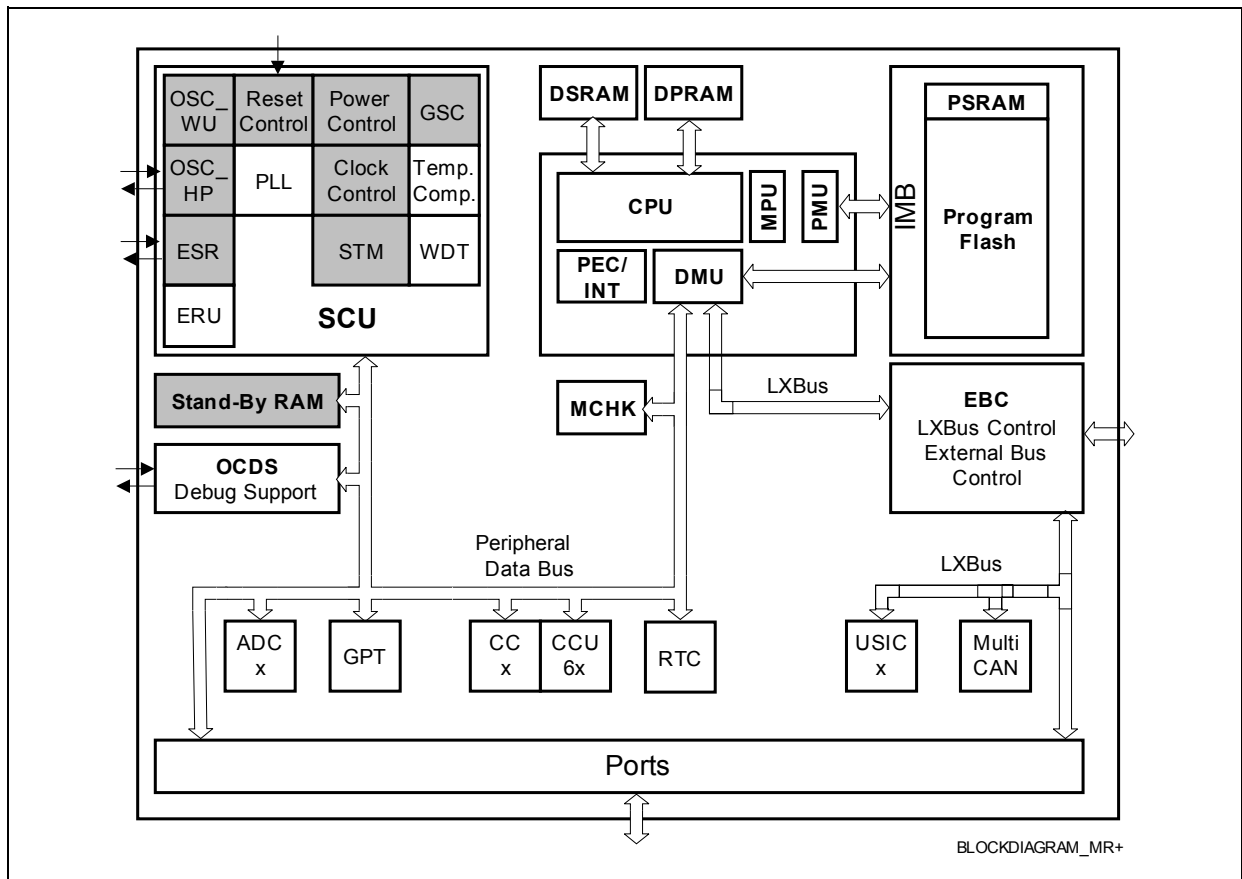 OSC_
WU
Reset
Control
Power
Control
GSC
OSC_
HP
PLL
Clock
Control
Temp.
Comp.
ESR
STM
WDT
ERU
SCU
DSRAM
DPRAM
CPU
MPU
PMU
PEC/
INT
DMU
IMB
PSRAM
Program
Flash
Stand-By RAM
OCDS
Debug Support
MCHK
LXBus
EBC
LXBus Control
External Bus
Control
Peripheral
Data Bus
LXBus
ADC
x
GPT
CC
x
CCU
6x
RTC
USIC
x
Multi
CAN
Ports
BLOCKDIAGRAM_MR+